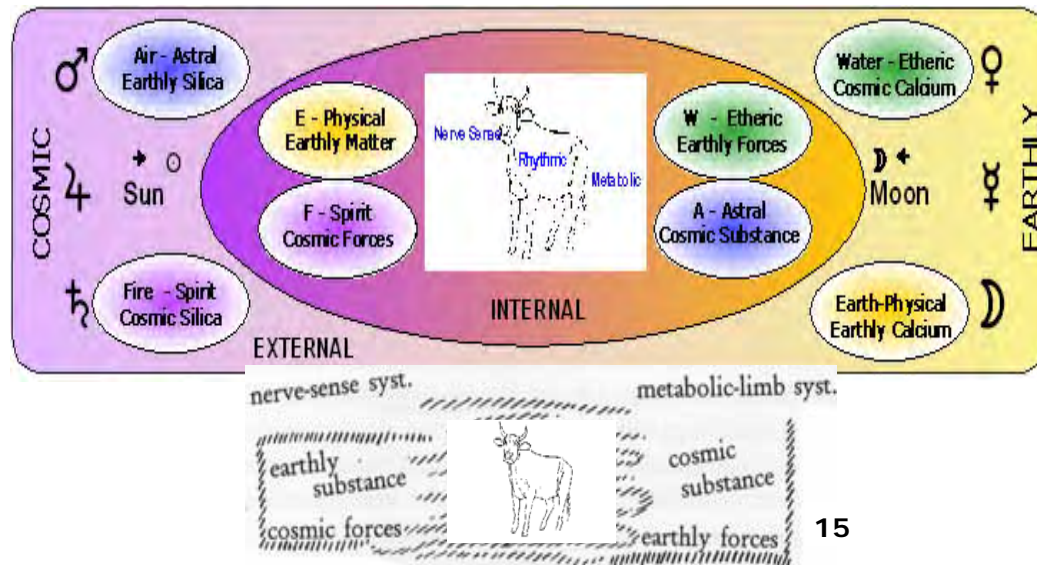 COSMIC
Air - Astral
Earthly Silica
Sun
Fire - Spirit
Cosmic Silica
EXTERNAL
E - Physical
Earthly Matter
F - Spirit
Cosmic Forces
Nerve Sense
Rhythmic
Metabolic
INTERNAL
W - Etheric
Earthly Forces
A - Astral
Cosmic Substance
Water - Etheric
Cosmic Calcium
Moon
Earth-Physical
Earthly Calcium
EARTHLY
nerve-sense syst.
metabolic-limb syst.
earthly
substance
cosmic forces
cosmic
substance
earthly forces
15